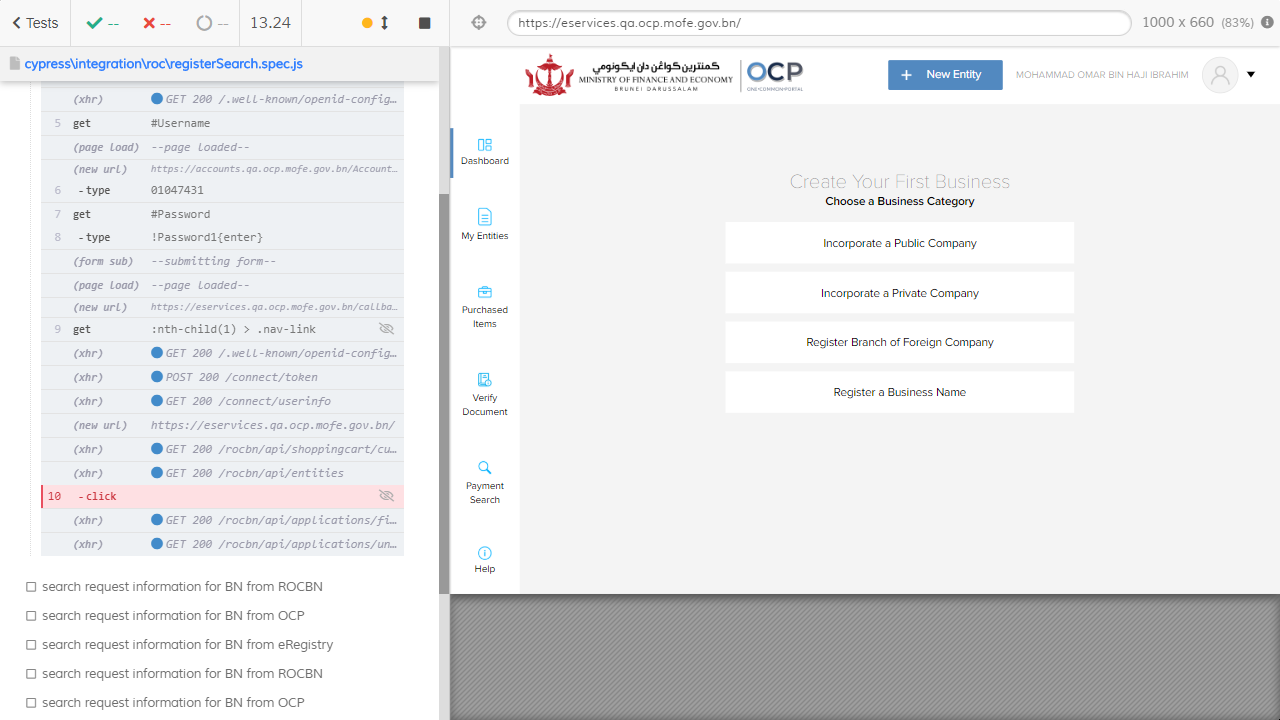 Tests
--
--
--
13.24
https://eservices.qa.ocp.mofe.gov.bn/
1000 x 660 (83%)
cypress\integration\roc\registerSearch.spec.js
(xhr) GET 200 /.well-known/openid-config…
5 get #Username
(page load) --page loaded--
(new url) https://accounts.qa.ocp.mofe.gov.bn/Account…
6 -type 01047431
7 get #Password
8 -type !Password1{enter}
(form sub) --submitting form--
(page load) --page loaded--
(new url) https://eservices.qa.ocp.mofe.gov.bn/callba…
9 get :nth-child(1) > .nav-link
(xhr) GET 200 /.well-known/openid-config…
(xhr) POST 200 /connect/token
(xhr) GET 200 /connect/userinfo
(new url) https://eservices.qa.ocp.mofe.gov.bn/
(xhr) GET 200 /rocbn/api/shoppingcart/cu…
(xhr) GET 200 /rocbn/api/entities
10 -click
(xhr) GET 200 /rocbn/api/applications/fi…
(xhr) GET 200 /rocbn/api/applications/un…
search request information for BN from ROCBN
search request information for BN from OCP
search request information for BN from eRegistry
search request information for BN from ROCBN
search request information for BN from OCP
كمنترين كواڠن دان ايكونومي
MINISTRY OF FINANCE AND ECONOMY
BRUNEI DARUSSALAM
OCP
ONE•COMMON•PORTAL
+ New Entity
MOHAMMAD OMAR BIN HAJI IBRAHIM
Dashboard
My Entities
Purchased
Items
Verify
Document
Payment
Search
Help
Create Your First Business
Choose a Business Category
Incorporate a Public Company
Incorporate a Private Company
Register Branch of Foreign Company
Register a Business Name